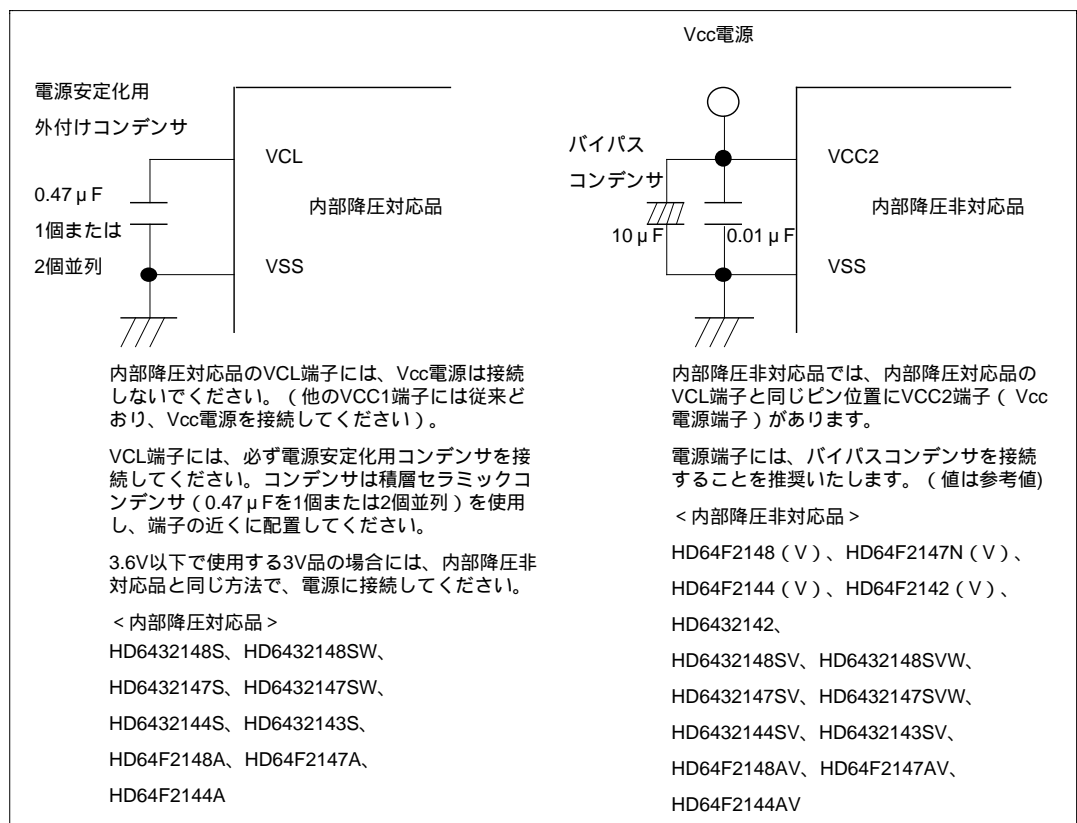 電源安定化用
外付けコンデンサ
VCL
0.47 μ F
1個または
2個並列
内部降圧対応品
VSS
内部降圧対応品のVCL端子には、Vcc電源は接続
しないでください。（他のVCC1端子には従来ど
おり、Vcc電源を接続してください）。
VCL端子には、必ず電源安定化用コンデンサを接
続してください。コンデンサは積層セラミックコ
ンデンサ（0.47 μ Fを1個または2個並列）を使用
し、端子の近くに配置してください。
3.6V以下で使用する3V品の場合には、内部降圧非
対応品と同じ方法で、電源に接続してください。
＜内部降圧対応品＞
HD6432148S、HD6432148SW、
HD6432147S、HD6432147SW、
HD6432144S、HD6432143S、
HD64F2148A、HD64F2147A、
HD64F2144A
Vcc電源
バイパス
コンデンサ
VCC2
内部降圧非対応品
10 μ F
0.01 μ F
VSS
内部降圧非対応品では、内部降圧対応品の
VCL端子と同じピン位置にVCC2端子（ Vcc
電源端子）があります。
電源端子には、バイパスコンデンサを接続
することを推奨いたします。（値は参考値)
＜内部降圧非対応品＞
HD64F2148（V）、HD64F2147N（V）、
HD64F2144（V）、HD64F2142（V）、
HD6432142、
HD6432148SV、HD6432148SVW、
HD6432147SV、HD6432147SVW、
HD6432144SV、HD6432143SV、
HD64F2148AV、HD64F2147AV、
HD64F2144AV